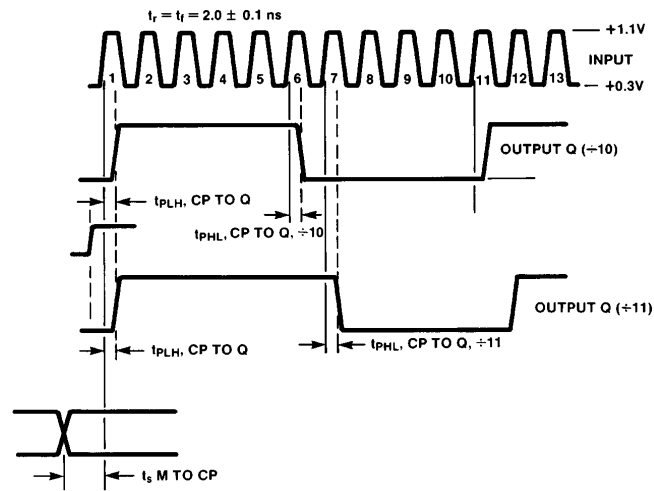 tr = tf = 2.0 ± 0.1 ns
+1.1V
INPUT
1 2 3 4 5 6 7 8 9 10 11 12 13
+0.3V
OUTPUT Q (÷10)
tPLH, CP TO Q
tPHL, CP TO Q, ÷10
OUTPUT Q (÷11)
tPLH, CP TO Q
tPHL, CP TO Q, ÷11
ts M TO CP